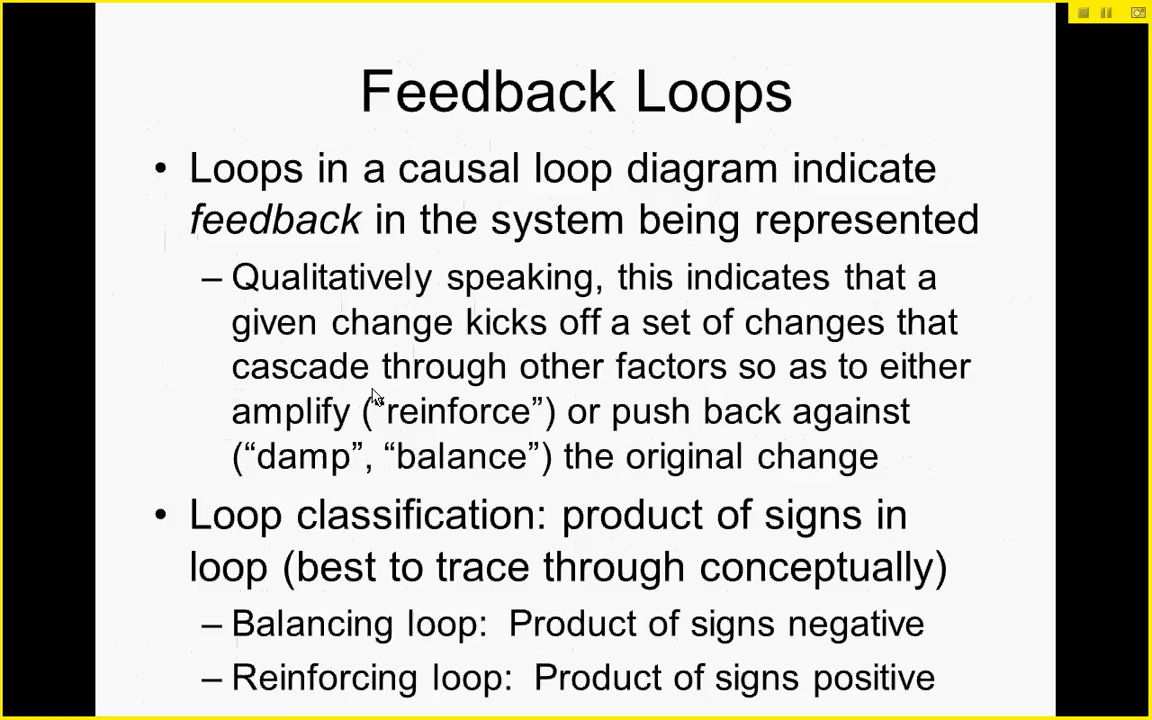 Feedback Loops
• Loops in a causal loop diagram indicate
feedback in the system being represented
– Qualitatively speaking, this indicates that a
given change kicks off a set of changes that
cascade through other factors so as to either
amplify (“reinforce”) or push back against
(“damp”, “balance”) the original change
• Loop classification: product of signs in
loop (best to trace through conceptually)
– Balancing loop:  Product of signs negative
– Reinforcing loop:  Product of signs positive